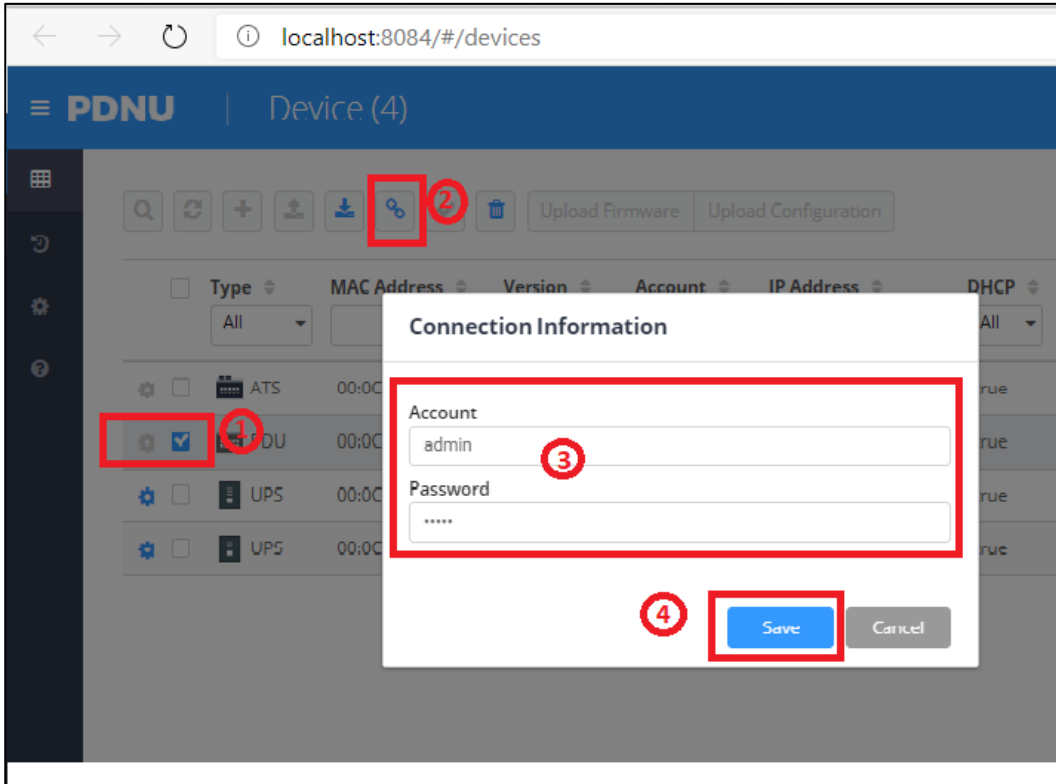 localhost:8084/#/devices
PDNU Device (4)
2
Upload Firmware Upload Configuration
Type MAC Address Version Account IP Address DHCP
All All
Connection Information
ATS 00:0C rue
Account
1 PDU 00:0C admin 3 rue
Password
UPS 00:0C ••••• rue
UPS 00:0C rue
4 Save Cancel